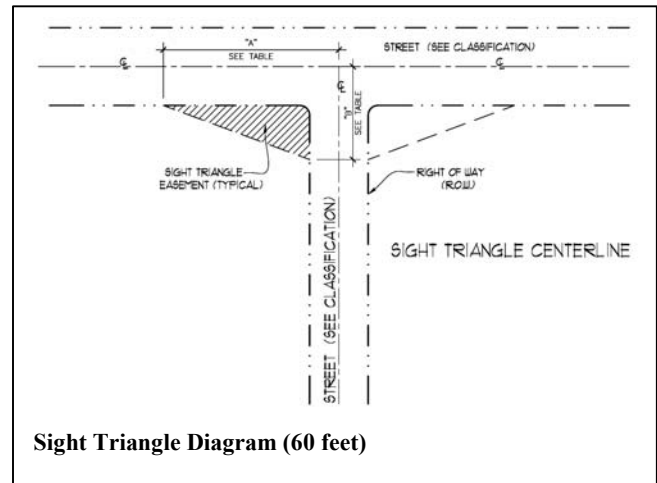 "A"
SEE TABLE
STREET (SEE CLASSIFICATION)
℄
℄
℄
"B"
SEE TABLE
SIGHT TRIANGLE
EASEMENT (TYPICAL)
RIGHT OF WAY
(R.O.W.)
SIGHT TRIANGLE CENTERLINE
STREET (SEE CLASSIFICATION)
Sight Triangle Diagram (60 feet)